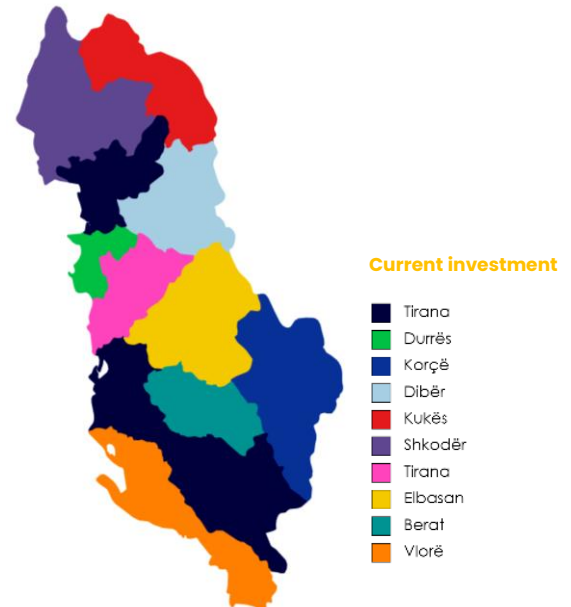 Current investment
Tirana
Durrës
Korçë
Dibër
Kukës
Shkodër
Tirana
Elbasan
Berat
Vlorë